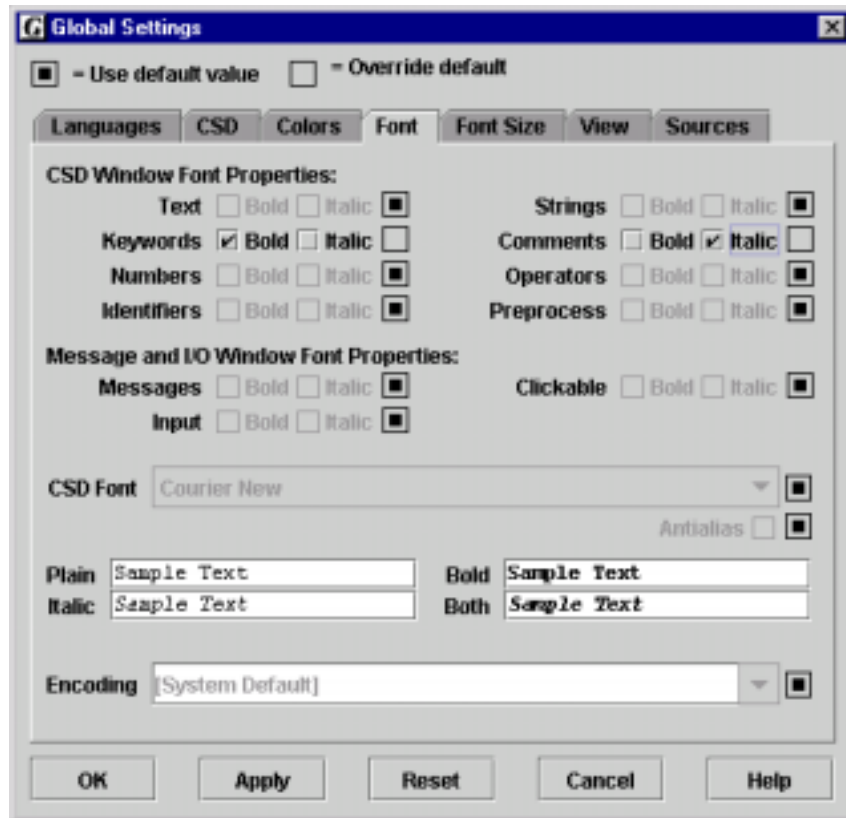 Global Settings
= Use default value = Override default
Languages CSD Colors Font Font Size View Sources
CSD Window Font Properties:
Text Bold Italic Strings Bold Italic
Keywords Bold Italic Comments Bold Italic
Numbers Bold Italic Operators Bold Italic
Identifiers Bold Italic Preprocess Bold Italic
Message and I/O Window Font Properties:
Messages Bold Italic Clickable Bold Italic
Input Bold Italic
CSD Font Courier New
Antialias
Plain Sample Text Bold Sample Text
Italic Sample Text Both Sample Text
Encoding [System Default]
OK Apply Reset Cancel Help